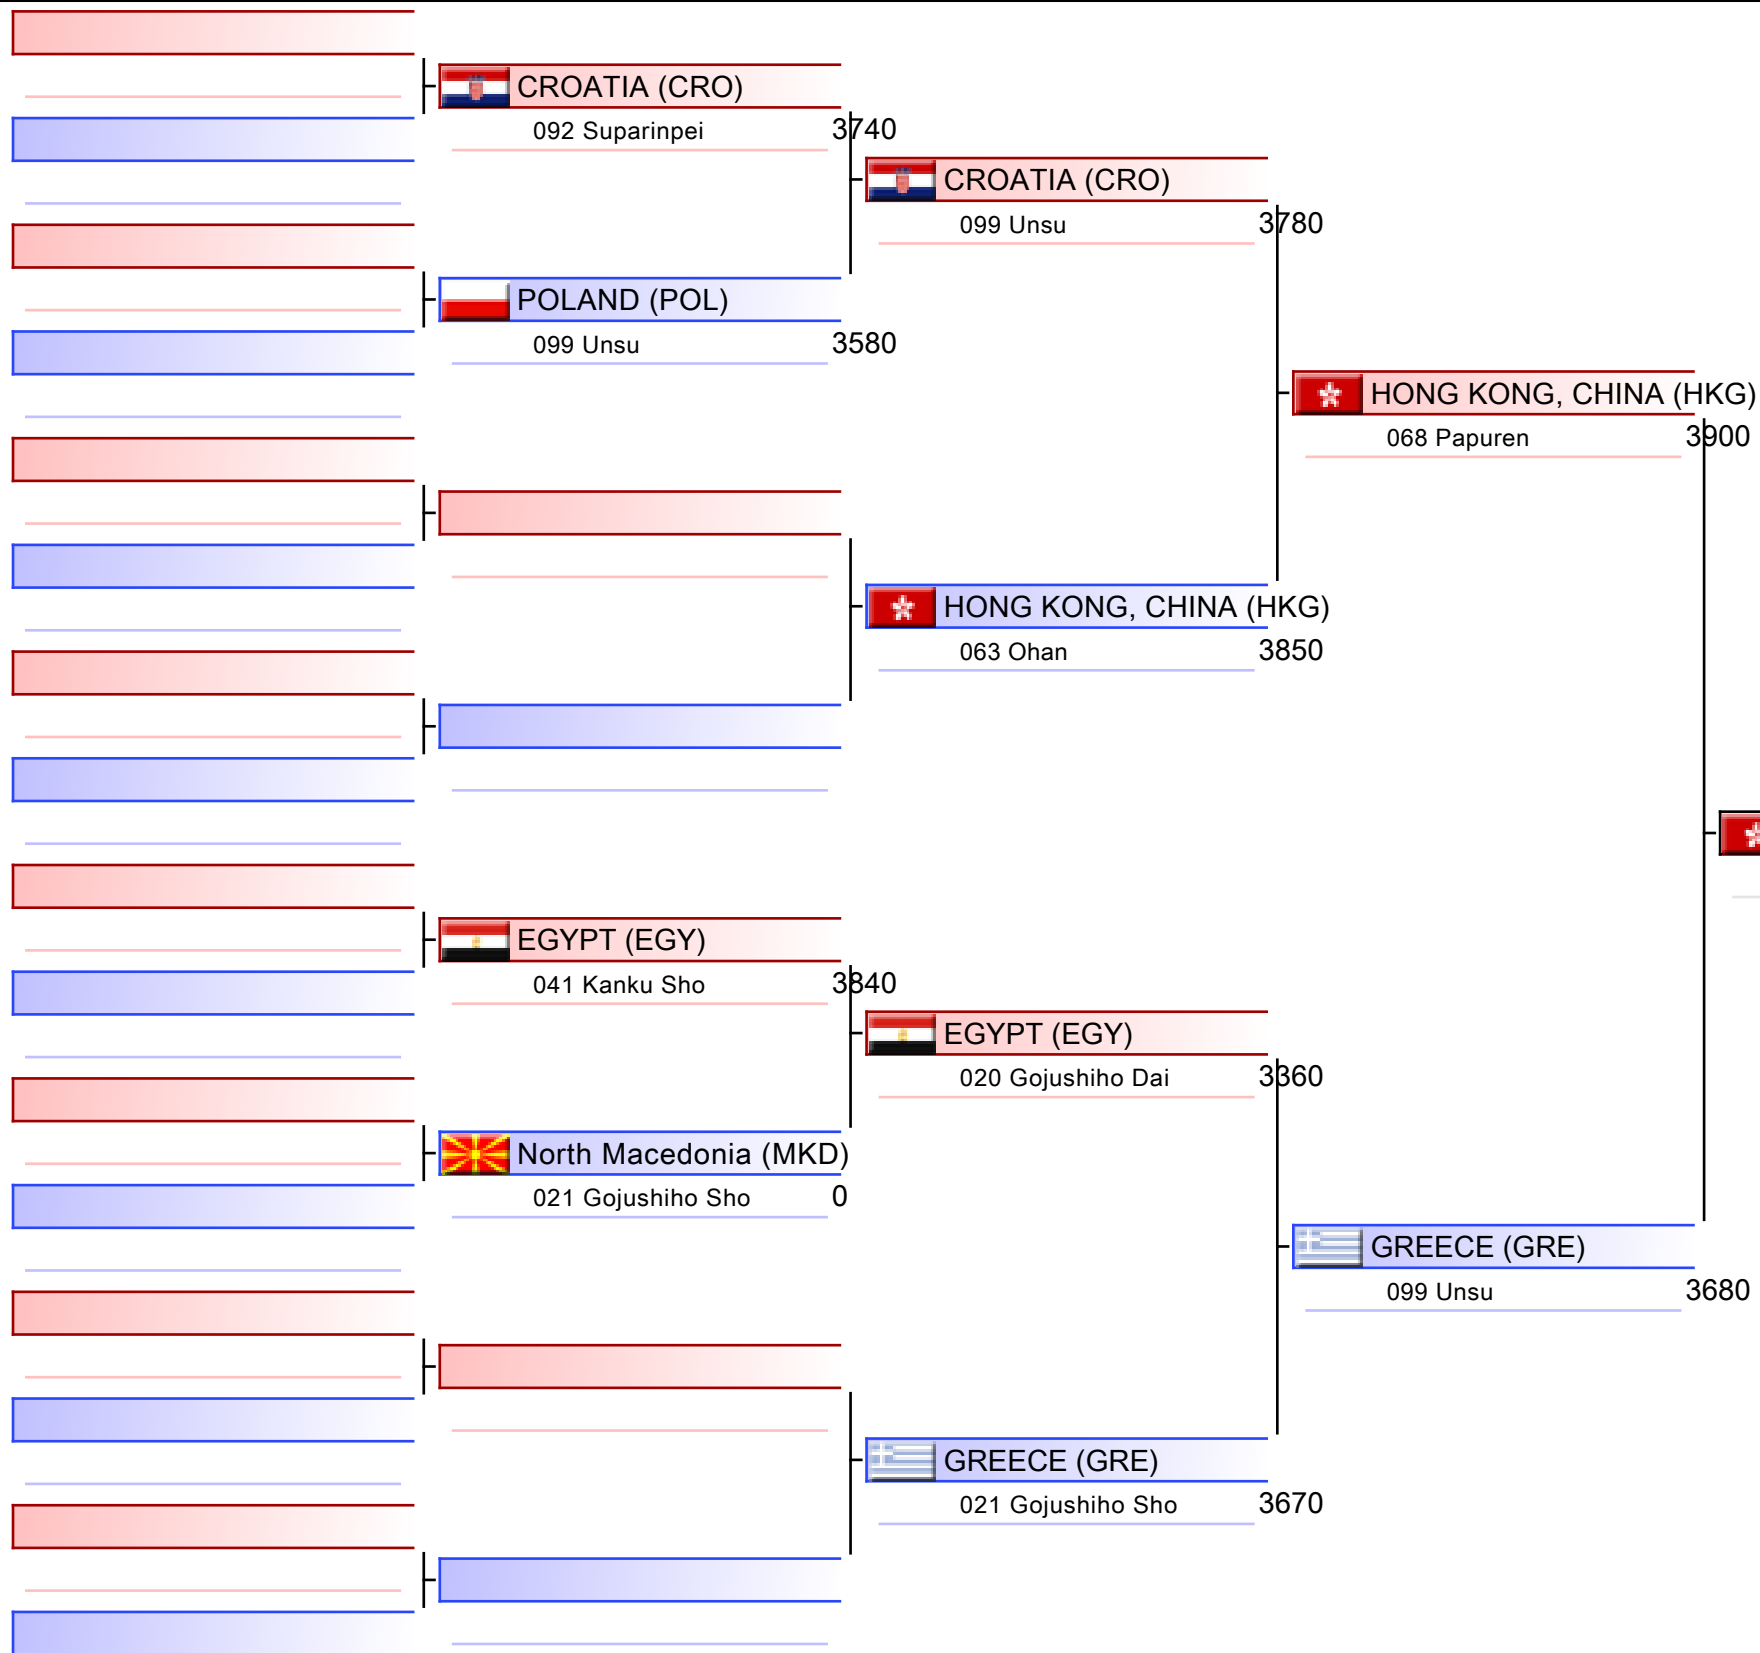 CROATIA (CRO)
092 Suparinpei 3740
CROATIA (CRO)
099 Unsu 3780
POLAND (POL)
099 Unsu 3580
HONG KONG, CHINA (HKG)
068 Papuren 3900
HONG KONG, CHINA (HKG)
063 Ohan 3850
EGYPT (EGY)
041 Kanku Sho 3840
EGYPT (EGY)
020 Gojushiho Dai 3360
North Macedonia (MKD)
021 Gojushiho Sho 0
GREECE (GRE)
099 Unsu 3680
GREECE (GRE)
021 Gojushiho Sho 3670